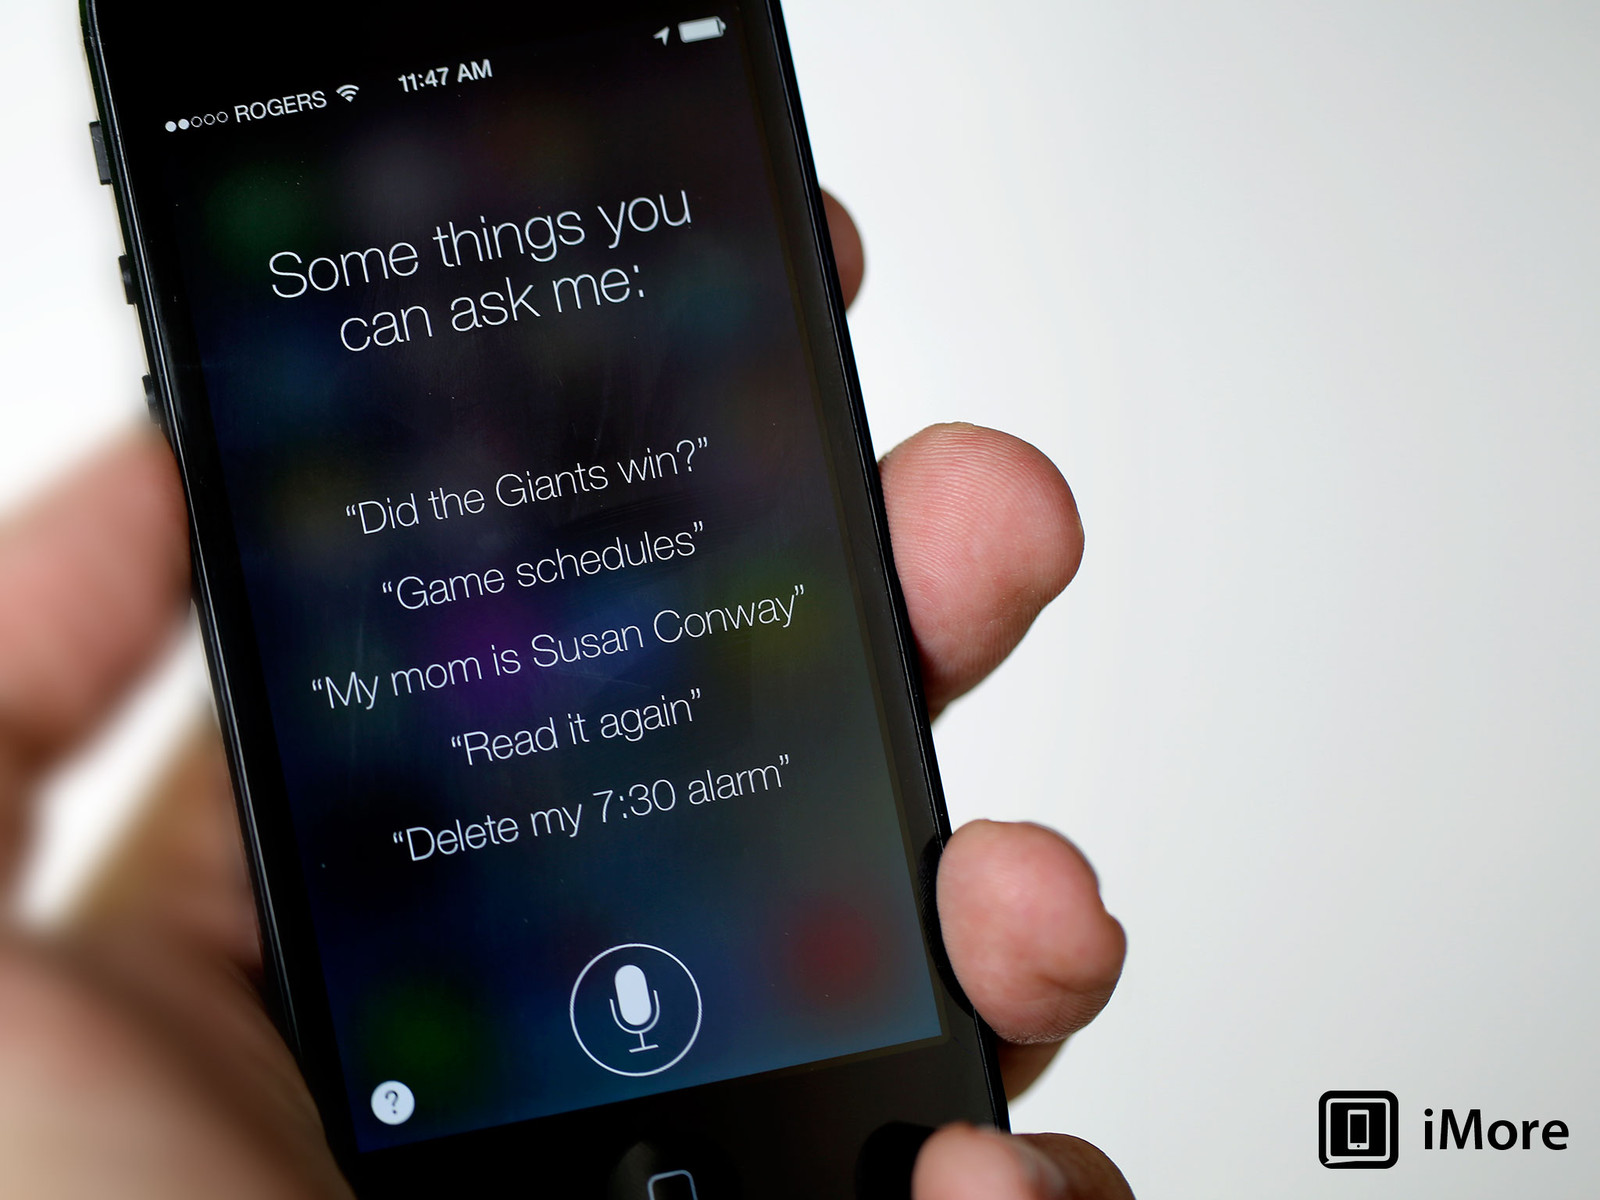 ROGERS 11:47 AM
Some things you
can ask me:
“Did the Giants win?”
“Game schedules”
“My mom is Susan Conway”
“Read it again”
“Delete my 7:30 alarm”
?
iMore